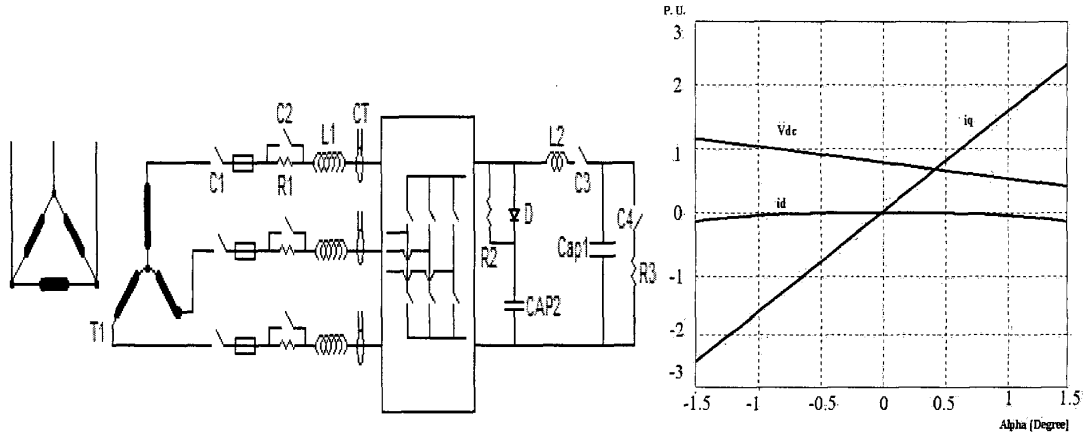 C2
L1
CT
C1
R1
T1
L2
C3
D
R2
CAP2
Cap1
C4
R3
P. U.
3
2
1
0
-1
-2
-3
Vdc
iq
id
-1.5
-1
-0.5
0
0.5
1
1.5
Alpha (Degree)